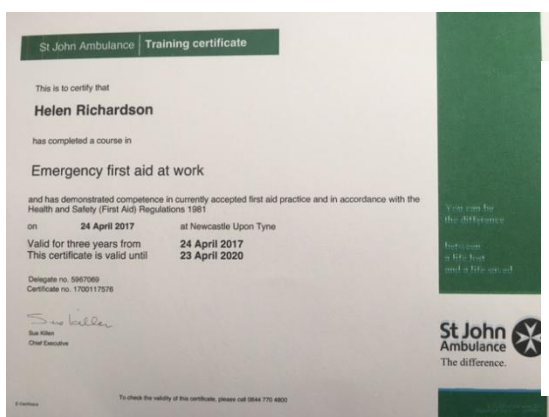 St John Ambulance Training certificate
This is to certify that
Helen Richardson
has completed a course in
Emergency first aid at work
and has demonstrated competence in currently accepted first aid practice and in accordance with the
Health and Safety (First Aid) Regulations 1981
on 24 April 2017 at Newcastle Upon Tyne
Valid for three years from 24 April 2017
This certificate is valid until 23 April 2020
Delegate no. 5967069
Certificate no. 1700117576
Sue Killen
Sue Killen
Chief Executive
To check the validity of this certificate, please call 0844 770 4800
You can be
the difference
between
a life lost
and a life saved
St John
Ambulance
The difference.